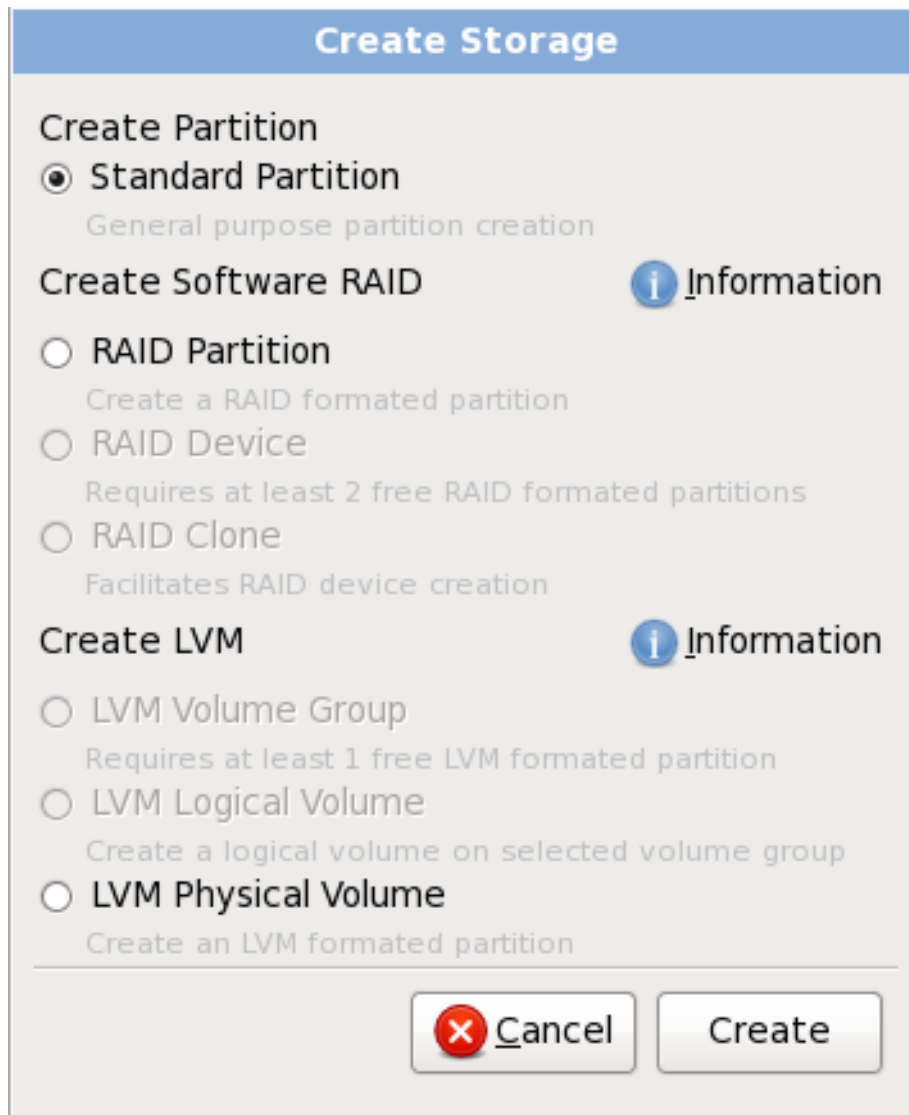 Create Storage
Create Partition
Standard Partition
General purpose partition creation
Create Software RAID
Information
RAID Partition
Create a RAID formated partition
RAID Device
Requires at least 2 free RAID formated partitions
RAID Clone
Facilitates RAID device creation
Create LVM
Information
LVM Volume Group
Requires at least 1 free LVM formated partition
LVM Logical Volume
Create a logical volume on selected volume group
LVM Physical Volume
Create an LVM formated partition
Cancel
Create